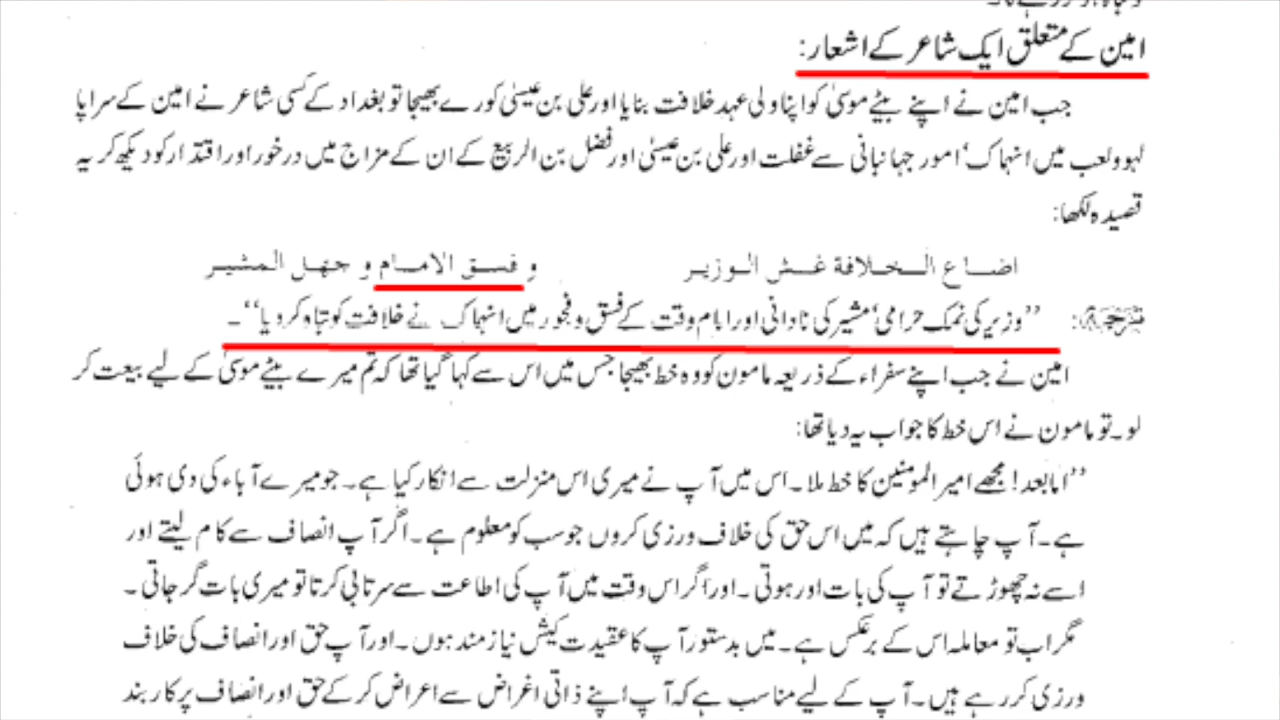 امین کے متعلق ایک شاعر کے اشعار:
جب امین نے اپنے بیٹے موسیٰ کو اپنا ولی عہد خلافت بنایا اور علی بن عیسیٰ کو رے بھیجا تو بغداد کے کسی شاعر نے امین کے سراپا
لہو و لعب میں انہماک، امور جہانبانی سے غفلت اور علی بن عیسیٰ اور فضل بن الربیع کے ان کے مزاج میں درخور اور اقتدار کو دیکھ کر یہ
قصیدہ لکھا:
اضاع الخلافة غش الوزیر و فسق الامام و جهل المشیر
ترجمہ: ’’وزیر کی نمک حرامی، مشیر کی نادانی اور امام وقت کے فسق و فجور میں انہماک نے خلافت کو تباہ کر دیا‘‘۔
امین نے جب اپنے سفراء کے ذریعہ مامون کو وہ خط بھیجا جس میں اس سے کہا گیا تھا کہ تم میرے بیٹے موسیٰ کے لیے بیعت کر
لو۔ تو مامون نے اس خط کا جواب یہ دیا تھا:
’’اما بعد! مجھے امیر المومنین کا خط ملا۔ اس میں آپ نے میری اس منزلت سے انکار کیا ہے۔ جو میرے آباء کی دی ہوئی
ہے۔ آپ چاہتے ہیں کہ میں اس حق کی خلاف ورزی کروں جو سب کو معلوم ہے۔ اگر آپ انصاف سے کام لیتے اور
اسے نہ چھوڑتے تو آپ کی بات اور ہوتی۔ اور اگر اس وقت میں آپ کی اطاعت سے سرتابی کرتا تو میری بات گر جاتی۔
مگر اب تو معاملہ اس کے برعکس ہے۔ میں بدستور آپ کا عقیدت کیش نیاز مند ہوں۔ اور آپ حق اور انصاف کی خلاف
ورزی کر رہے ہیں۔ آپ کے لیے مناسب ہے کہ آپ اپنے ذاتی اغراض سے اعراض کر کے حق اور انصاف پر کار بند